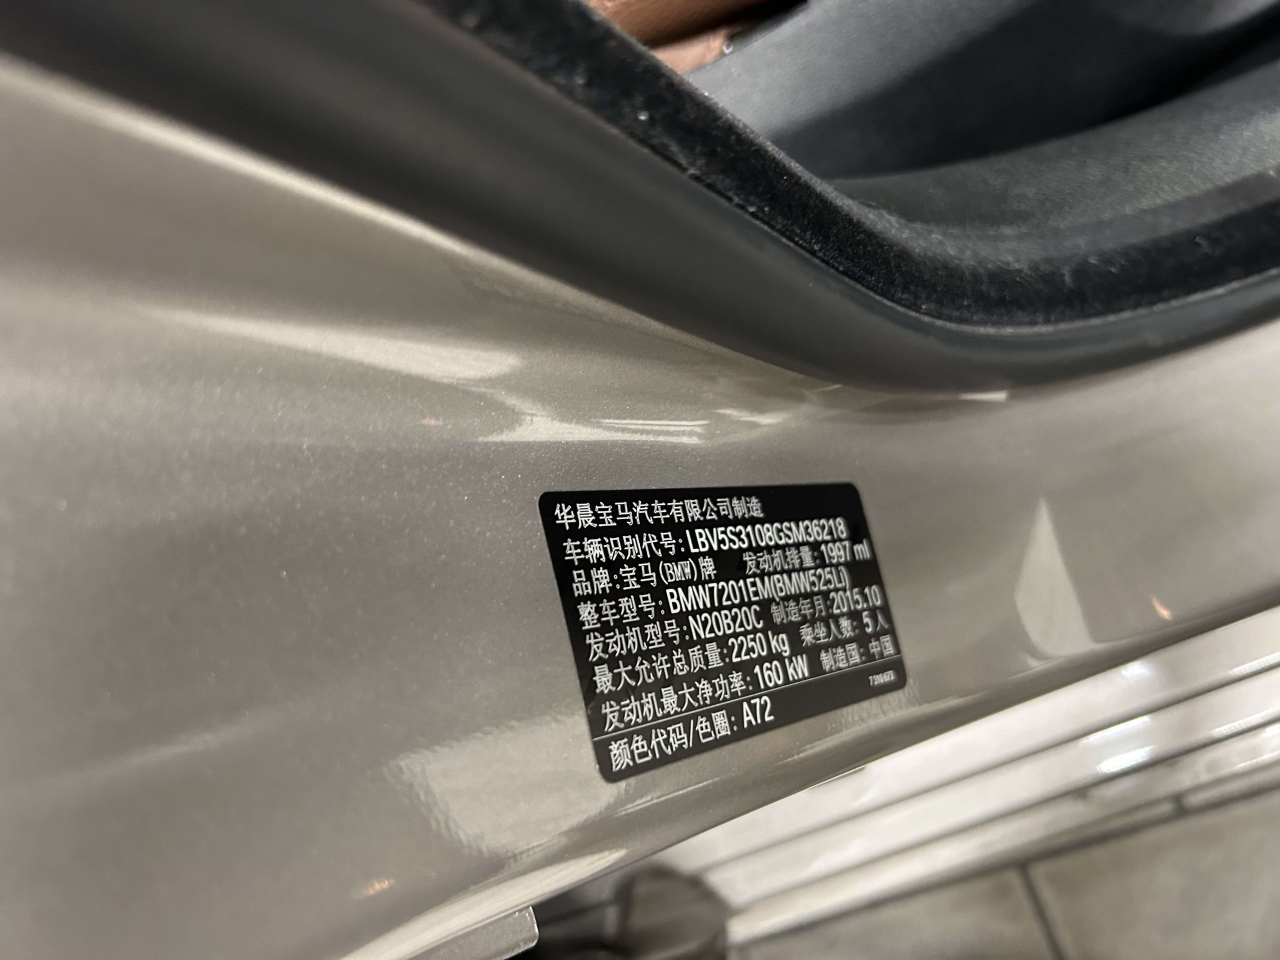 华晨宝马汽车有限公司制造
车辆识别代号: LBV5S3108GSM36218
品牌:宝马(BMW)牌 发动机排量: 1997 ml
整车型号: BMW7201EM(BMW525Li)
发动机型号: N20B20C 制造年月:2015.10
最大允许总质量: 2250 kg 乘坐人数: 5 人
发动机最大净功率: 160 kW 制造国: 中国
颜色代码/色圈: A72